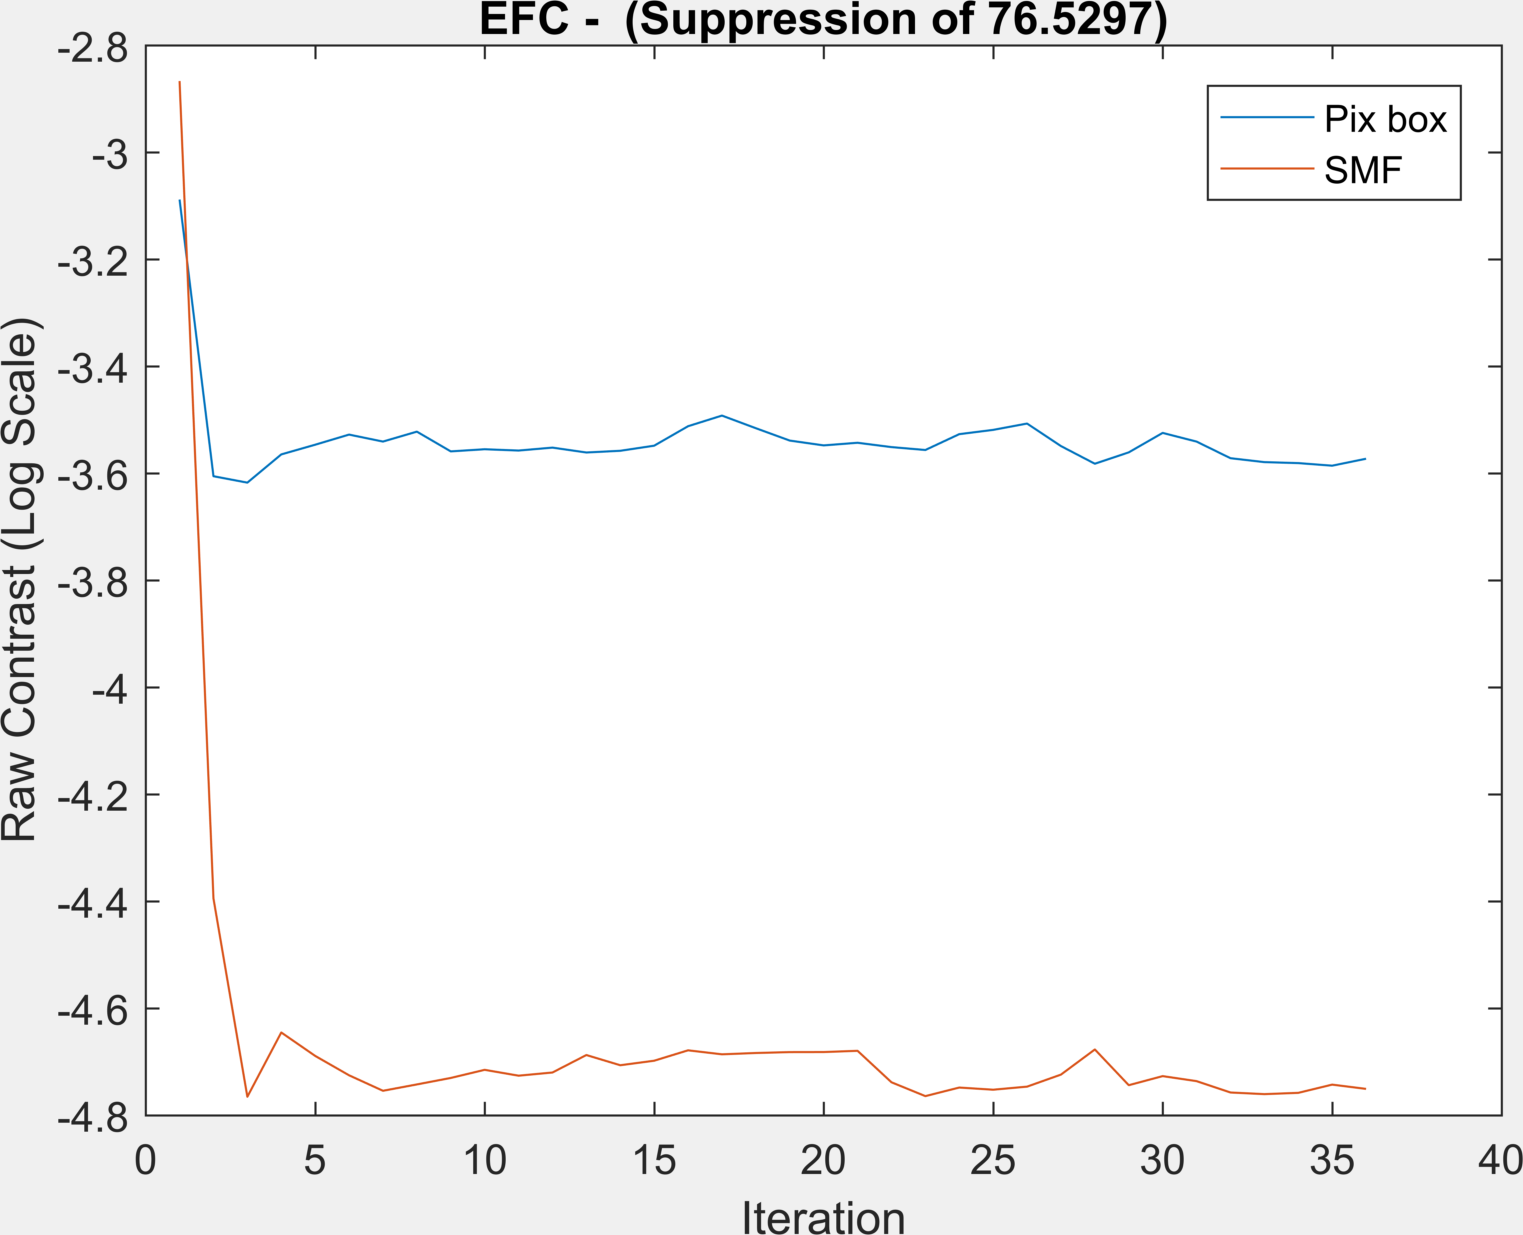 EFC -  (Suppression of 76.5297)
Pix box
SMF
Raw Contrast (Log Scale)
-2.8
-3
-3.2
-3.4
-3.6
-3.8
-4
-4.2
-4.4
-4.6
-4.8
0 5 10 15 20 25 30 35 40
Iteration